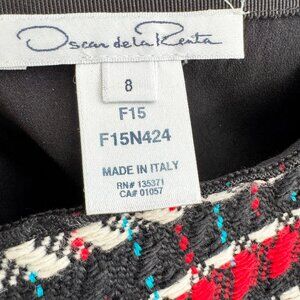 Oscar de la Renta
8
F15
F15N424
MADE IN ITALY
RN# 135371
CA# 01057